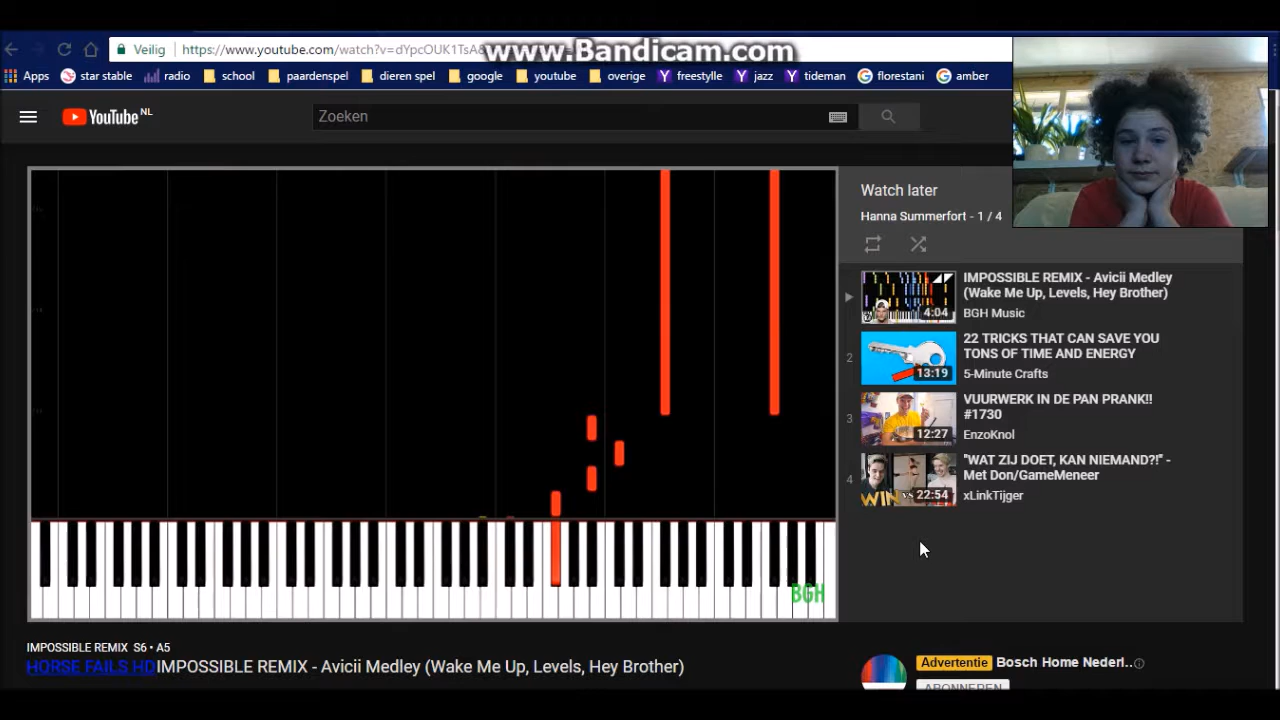 Veilig https://www.youtube.com/watch?v=dYpcOUK1TsA&
www.Bandicam.com
Apps star stable radio school paardenspel dieren spel google youtube overige freestylle jazz tideman florestani amber
YouTube NL
Zoeken
Watch later
Hanna Summerfort - 1 / 4
IMPOSSIBLE REMIX - Avicii Medley
(Wake Me Up, Levels, Hey Brother)
4:04
BGH Music
2
22 TRICKS THAT CAN SAVE YOU
TONS OF TIME AND ENERGY
13:19
5-Minute Crafts
3
VUURWERK IN DE PAN PRANK!!
#1730
12:27
EnzoKnol
4
"WAT ZIJ DOET, KAN NIEMAND?!" -
Met Don/GameMeneer
WIN VS 22:54
xLinkTijger
BGH
IMPOSSIBLE REMIX S6 • A5
HORSE FAILS HD IMPOSSIBLE REMIX - Avicii Medley (Wake Me Up, Levels, Hey Brother)
Advertentie Bosch Home Nederl..
ABONNEREN